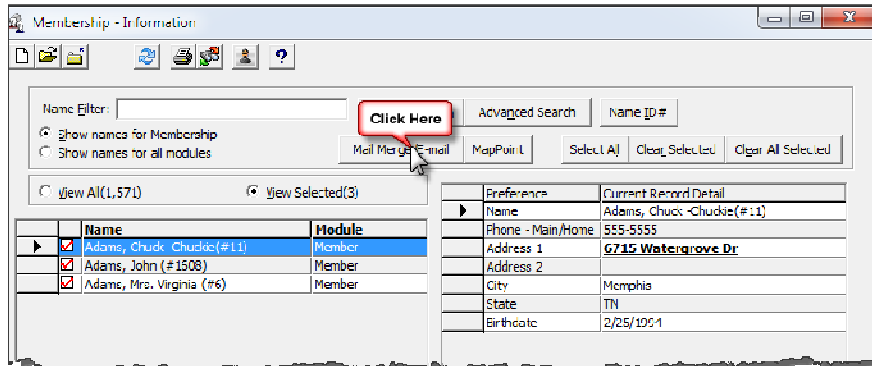 Membership - Information
Name Filter:
Click Here
Advanced Search
Name ID#
Show names for Membership
Show names for all modules
Mail Merge E-mail
MapPoint
Select All
Clear Selected
Clear All Selected
View All(1,571)
View Selected(3)
Name Module
Adams, Chuck -Chuckie(#11) Member
Adams, John (#1508) Member
Adams, Mrs. Virginia (#6) Member
Preference Current Record Detail
Name Adams, Chuck -Chuckie(#11)
Phone - Main/Home 555-5555
Address 1 6715 Watergrove Dr
Address 2
City Memphis
State TN
Birthdate 2/25/1994